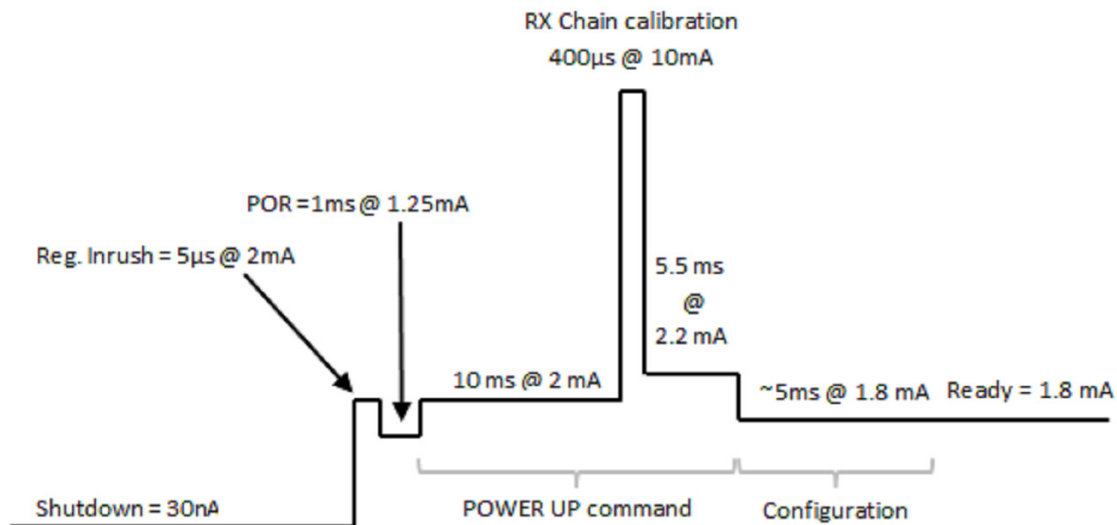 RX Chain calibration
400µs @ 10mA
POR =1ms @ 1.25mA
Reg. Inrush = 5µs @ 2mA
5.5 ms
@
2.2 mA
10 ms @ 2 mA
~5ms @ 1.8 mA
Ready = 1.8 mA
Shutdown = 30nA
POWER UP command
Configuration